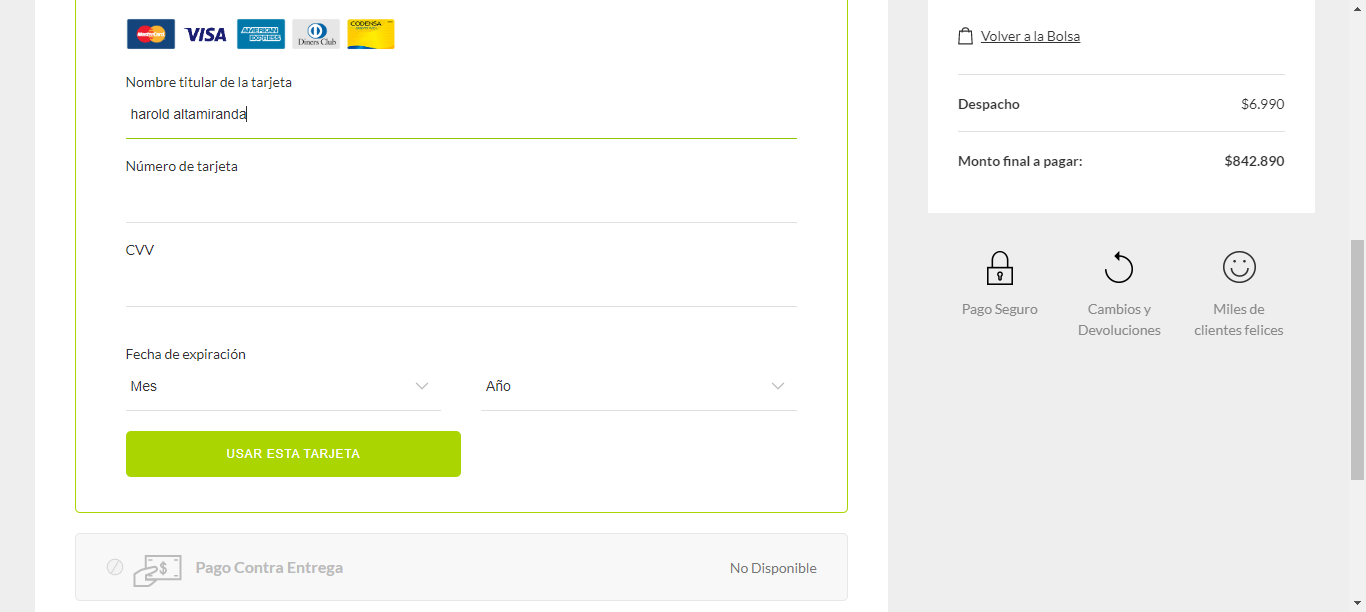 MasterCard
VISA
AMERICAN
EXPRESS
Diners Club
CODENSA
Nombre titular de la tarjeta
harold altamiranda
Número de tarjeta
CVV
Fecha de expiración
Mes
Año
USAR ESTA TARJETA
$
Pago Contra Entrega
No Disponible
Volver a la Bolsa
Despacho
$6.990
Monto final a pagar:
$842.890
Pago Seguro
Cambios y
Devoluciones
Miles de
clientes felices